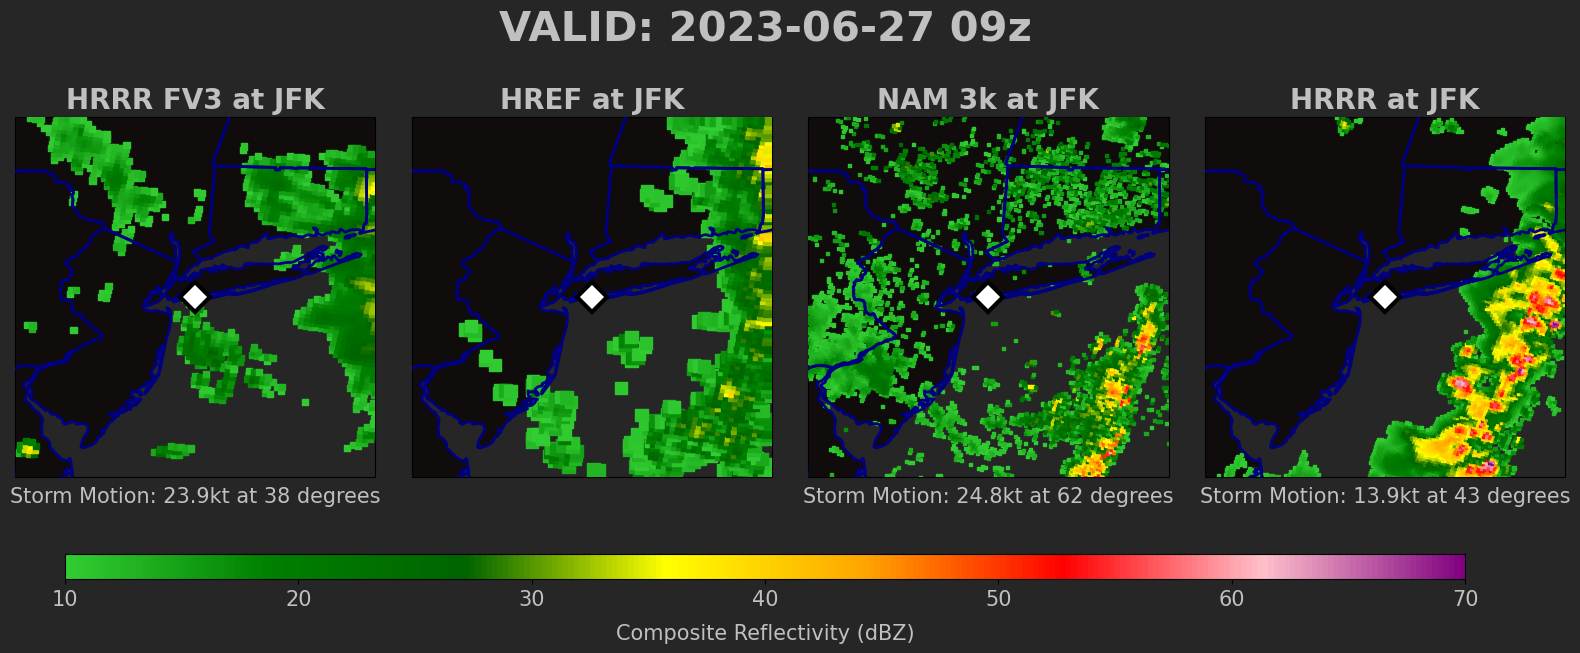 VALID: 2023-06-27 09z
HRRR FV3 at JFK
HREF at JFK
NAM 3k at JFK
HRRR at JFK
Storm Motion: 23.9kt at 38 degrees
Storm Motion: 24.8kt at 62 degrees
Storm Motion: 13.9kt at 43 degrees
10 20 30 40 50 60 70
Composite Reflectivity (dBZ)